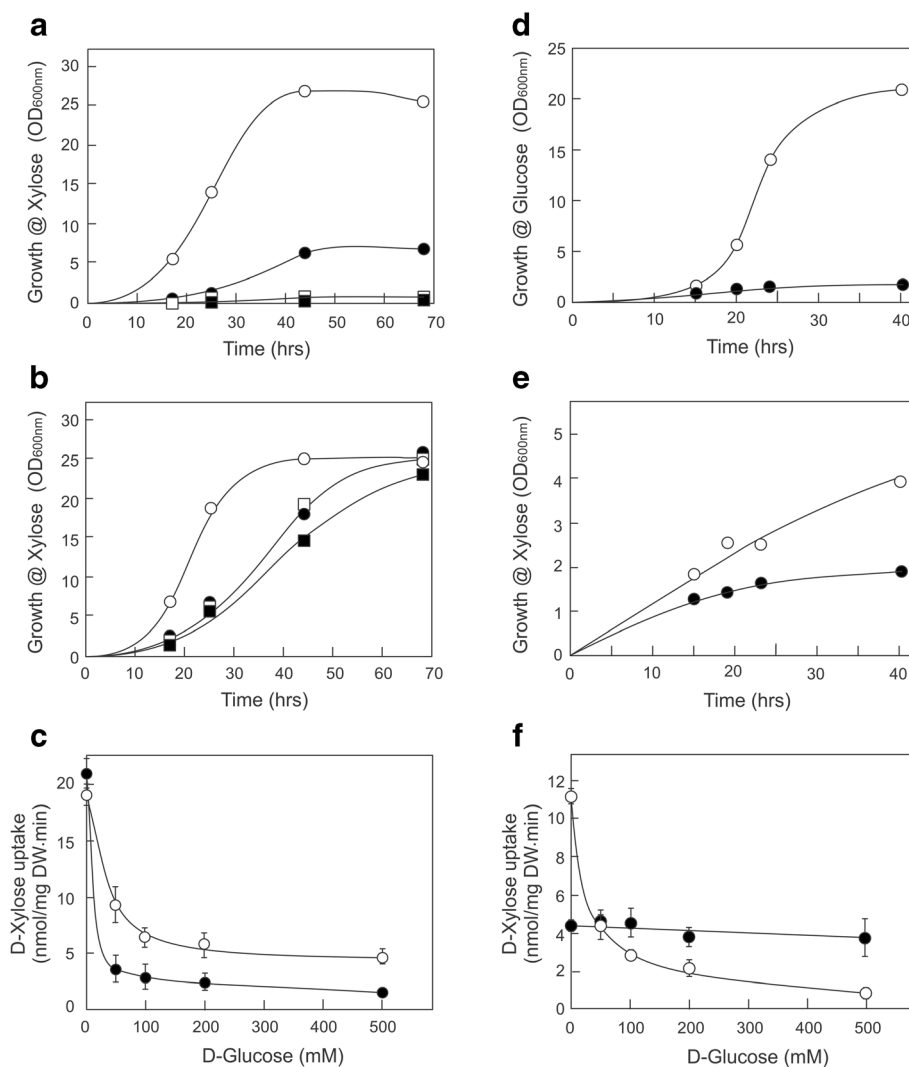 a
Growth @ Xylose (OD600nm)
30
25
20
15
10
5
0
0 10 20 30 40 50 60 70
Time (hrs)
d
Growth @ Glucose (OD600nm)
25
20
15
10
5
0
0 10 20 30 40
Time (hrs)
b
Growth @ Xylose (OD600nm)
30
25
20
15
10
5
0
0 10 20 30 40 50 60 70
Time (hrs)
e
Growth @ Xylose (OD600nm)
5
4
3
2
1
0
0 10 20 30 40
Time (hrs)
c
D-Xylose uptake
(nmol/mg DW·min)
20
15
10
5
0
0 100 200 300 400 500
D-Glucose (mM)
f
D-Xylose uptake
(nmol/mg DW·min)
12
10
8
6
4
2
0
0 100 200 300 400 500
D-Glucose (mM)